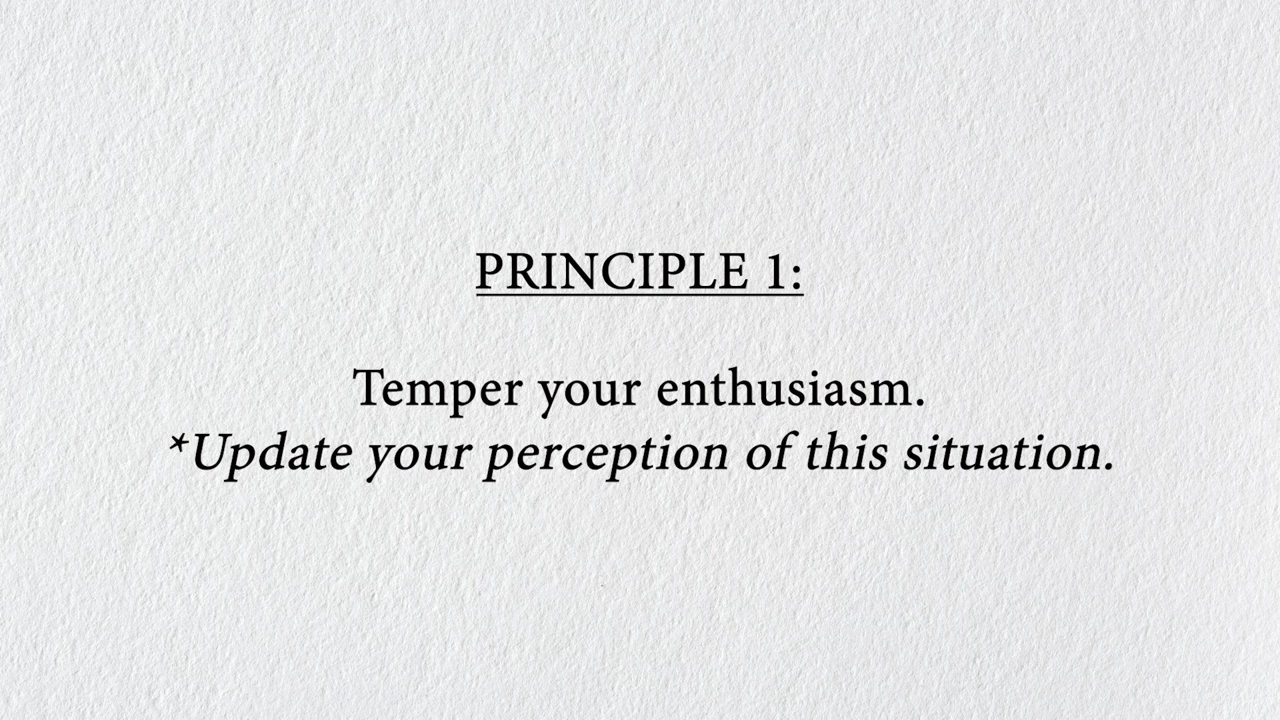 PRINCIPLE 1:
Temper your enthusiasm.
*Update your perception of this situation.